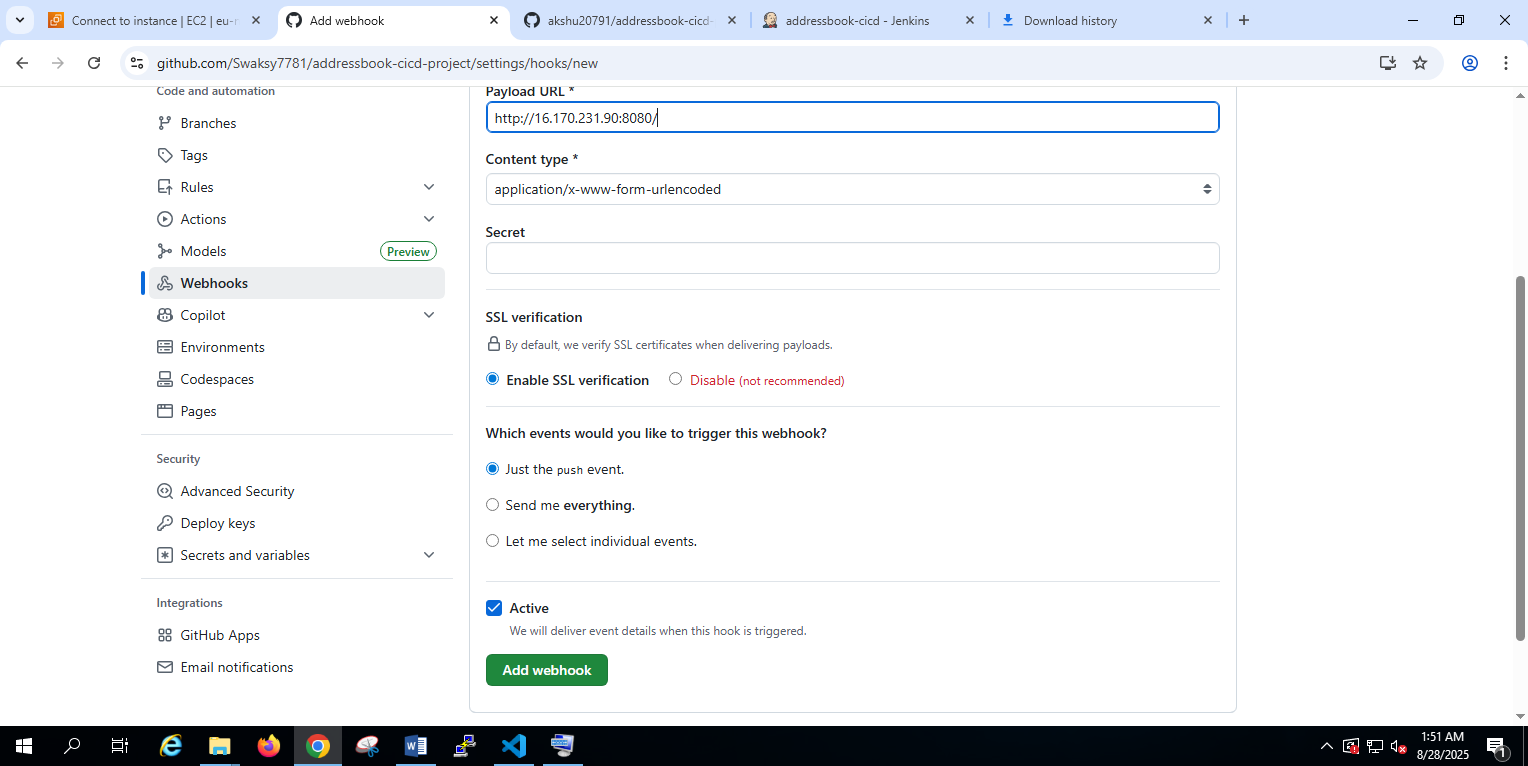 Connect to instance | EC2 | eu-n
Add webhook
akshu20791/addressbook-cicd-
addressbook-cicd - Jenkins
Download history
github.com/Swaksy7781/addressbook-cicd-project/settings/hooks/new
Code and automation
Branches
Tags
Rules
Actions
Models
Preview
Webhooks
Copilot
Environments
Codespaces
Pages
Security
Advanced Security
Deploy keys
Secrets and variables
Integrations
GitHub Apps
Email notifications
Payload URL *
http://16.170.231.90:8080/
Content type *
application/x-www-form-urlencoded
Secret
SSL verification
By default, we verify SSL certificates when delivering payloads.
Enable SSL verification
Disable (not recommended)
Which events would you like to trigger this webhook?
Just the push event.
Send me everything.
Let me select individual events.
Active
We will deliver event details when this hook is triggered.
Add webhook
1:51 AM
8/28/2025
1